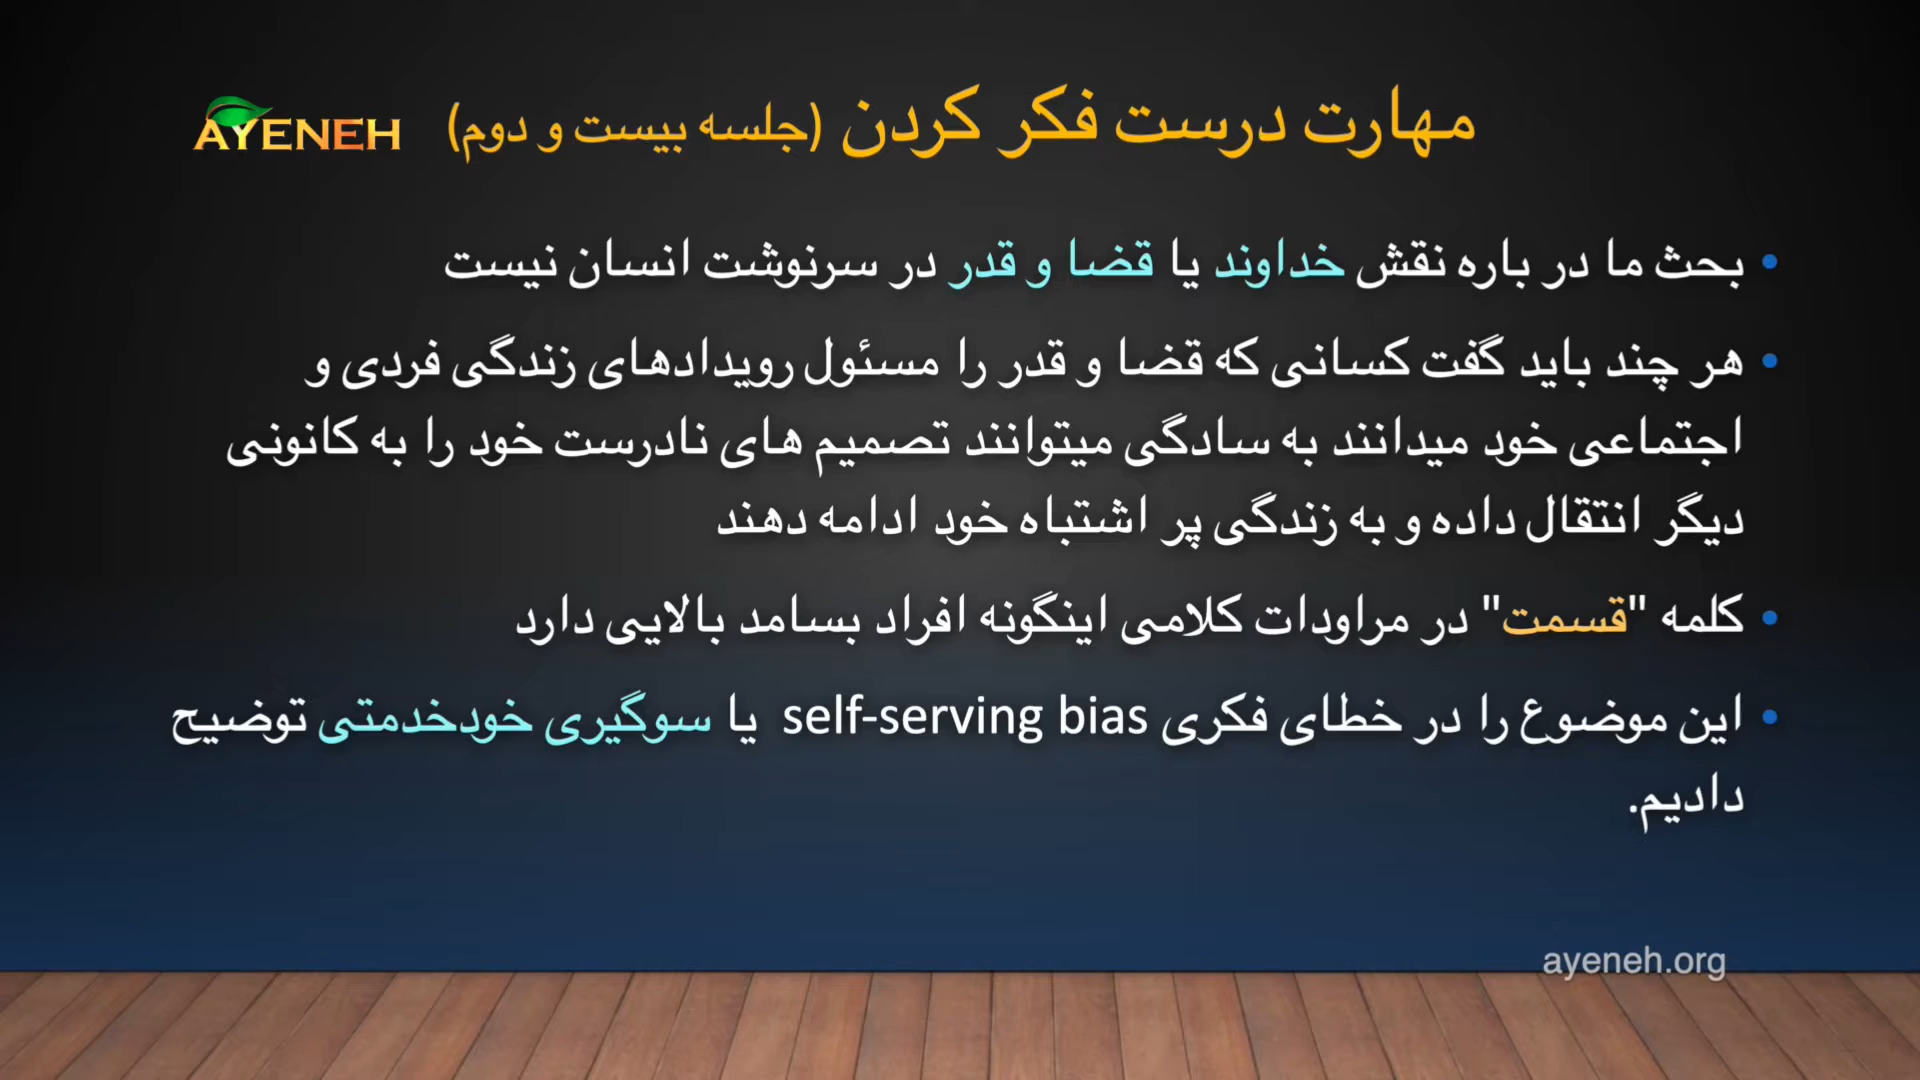 مهارت درست فکر کردن (جلسه بیست و دوم)
AYENEH
• بحث ما در باره نقش خداوند یا قضا و قدر در سرنوشت انسان نیست
• هر چند باید گفت کسانی که قضا و قدر را مسئول رویدادهای زندگی فردی و
اجتماعی خود میدانند به سادگی میتوانند تصمیم های نادرست خود را به کانونی
دیگر انتقال داده و به زندگی پر اشتباه خود ادامه دهند
• کلمه "قسمت" در مراودات کلامی اینگونه افراد بسامد بالایی دارد
• این موضوع را در خطای فکری self-serving bias یا سوگیری خودخدمتی توضیح
دادیم.
ayeneh.org